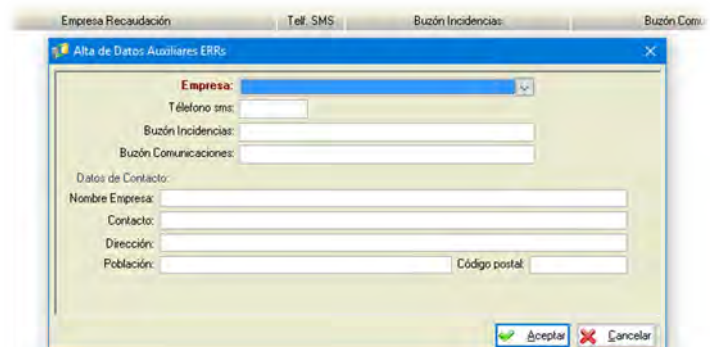 Empresa Recaudación Telf. SMS Buzón Incidencias Buzón Comu
Alta de Datos Auxiliares ERRs
Empresa:
Télefono sms:
Buzón Incidencias:
Buzón Comunicaciones:
Datos de Contacto:
Nombre Empresa:
Contacto:
Dirección:
Población: Código postal:
Aceptar Cancelar